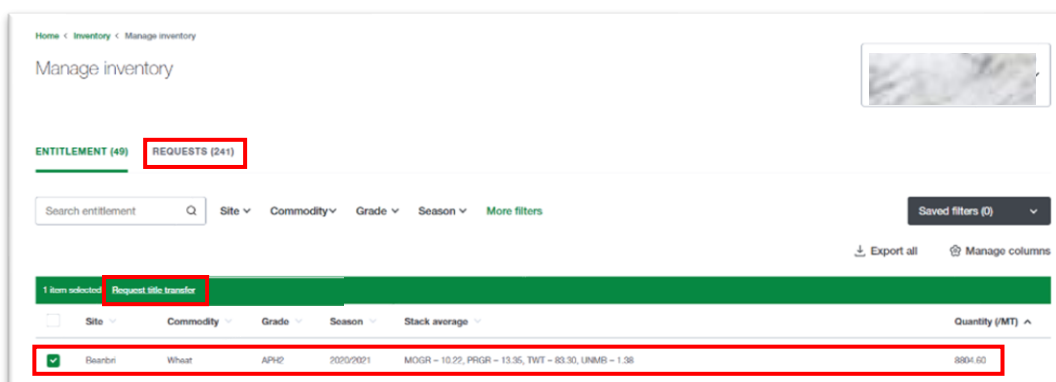 Home < Inventory < Manage inventory
Manage inventory
ENTITLEMENT (49) REQUESTS (241)
Search entitlement Site Commodity Grade Season More filters
Saved filters (0)
Export all Manage columns
1 item selected Request title transfer
Site Commodity Grade Season Stack average Quantity (/MT)
Beanbri Wheat APH2 2020/2021 MOGR – 10.22, PRGR – 13.35, TWT – 83.30, UNMB – 1.38 8804.60